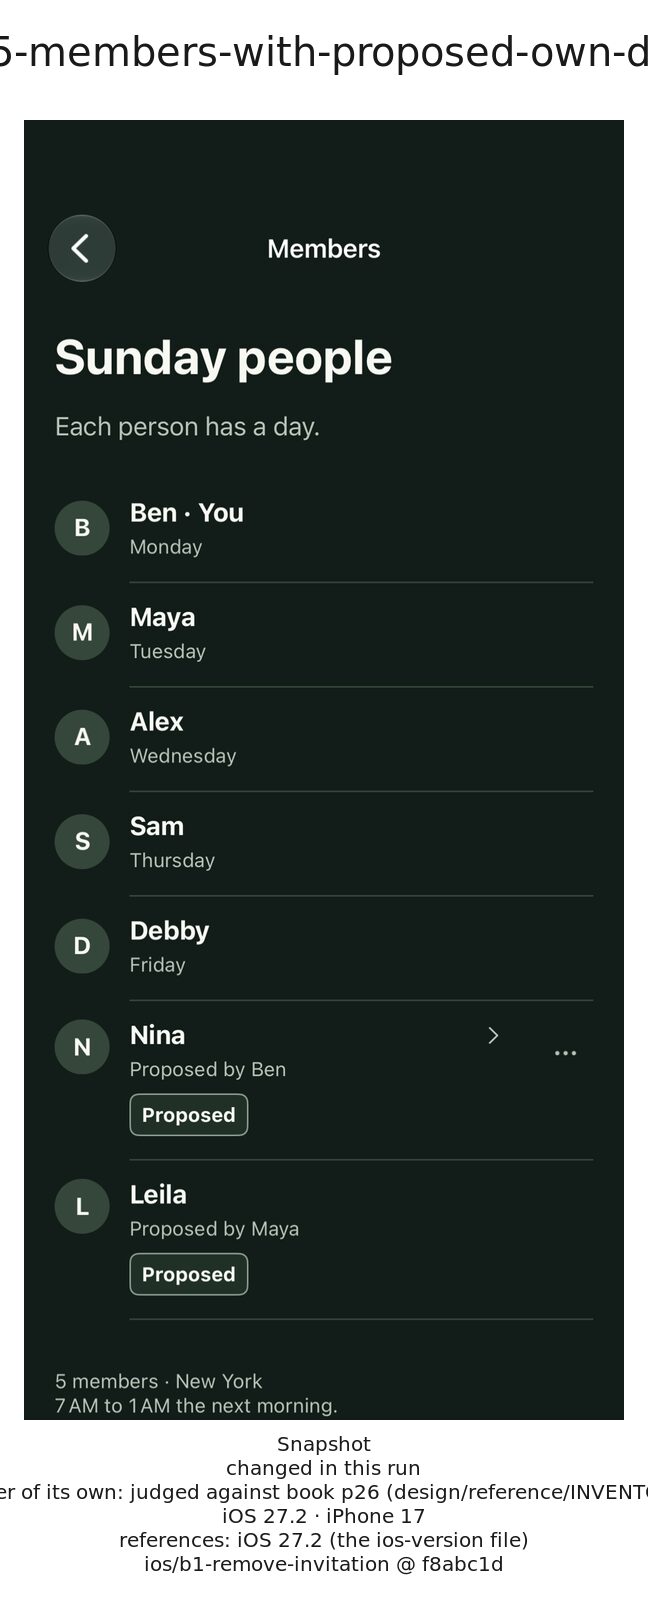 5-members-with-proposed-own-d
Members
Sunday people
Each person has a day.
B
Ben · You
Monday
M
Maya
Tuesday
A
Alex
Wednesday
S
Sam
Thursday
D
Debby
Friday
N
Nina
Proposed by Ben
Proposed
L
Leila
Proposed by Maya
Proposed
5 members · New York
7 AM to 1 AM the next morning.
Snapshot
changed in this run
er of its own: judged against book p26 (design/reference/INVENTO
iOS 27.2 · iPhone 17
references: iOS 27.2 (the ios-version file)
ios/b1-remove-invitation @ f8abc1d